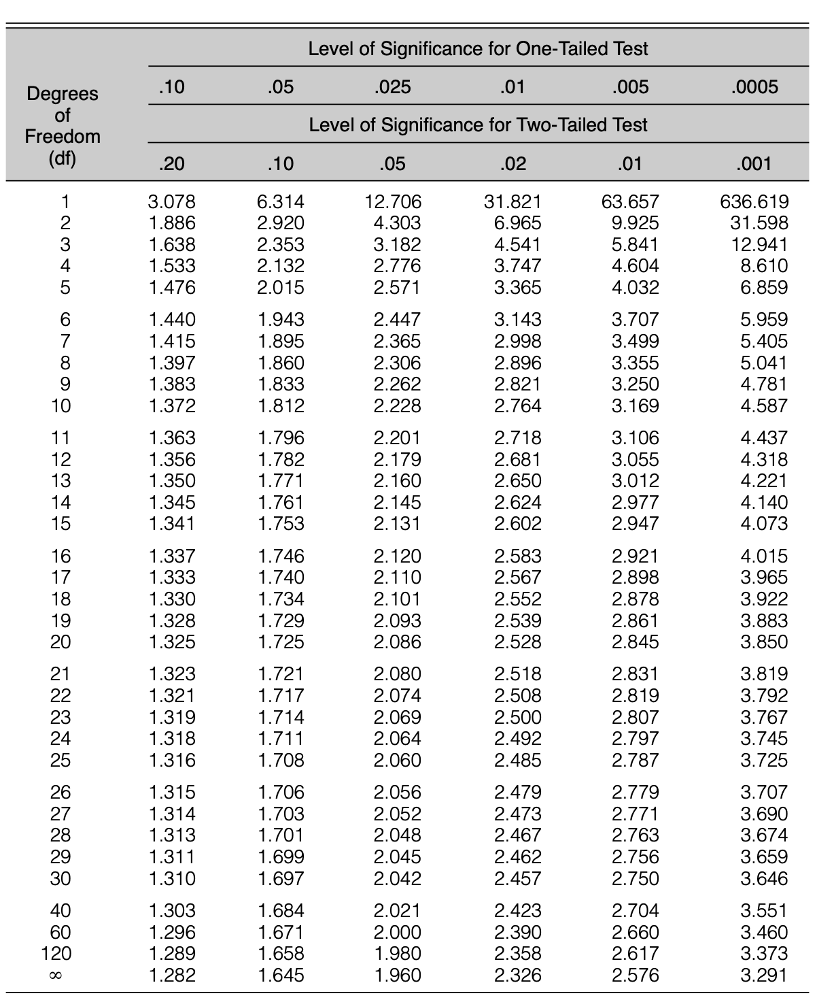 Level of Significance for One-Tailed Test
.10 .05 .025 .01 .005 .0005
Degrees
of
Freedom
(df)
Level of Significance for Two-Tailed Test
.20 .10 .05 .02 .01 .001
1 3.078 6.314 12.706 31.821 63.657 636.619
2 1.886 2.920 4.303 6.965 9.925 31.598
3 1.638 2.353 3.182 4.541 5.841 12.941
4 1.533 2.132 2.776 3.747 4.604 8.610
5 1.476 2.015 2.571 3.365 4.032 6.859
6 1.440 1.943 2.447 3.143 3.707 5.959
7 1.415 1.895 2.365 2.998 3.499 5.405
8 1.397 1.860 2.306 2.896 3.355 5.041
9 1.383 1.833 2.262 2.821 3.250 4.781
10 1.372 1.812 2.228 2.764 3.169 4.587
11 1.363 1.796 2.201 2.718 3.106 4.437
12 1.356 1.782 2.179 2.681 3.055 4.318
13 1.350 1.771 2.160 2.650 3.012 4.221
14 1.345 1.761 2.145 2.624 2.977 4.140
15 1.341 1.753 2.131 2.602 2.947 4.073
16 1.337 1.746 2.120 2.583 2.921 4.015
17 1.333 1.740 2.110 2.567 2.898 3.965
18 1.330 1.734 2.101 2.552 2.878 3.922
19 1.328 1.729 2.093 2.539 2.861 3.883
20 1.325 1.725 2.086 2.528 2.845 3.850
21 1.323 1.721 2.080 2.518 2.831 3.819
22 1.321 1.717 2.074 2.508 2.819 3.792
23 1.319 1.714 2.069 2.500 2.807 3.767
24 1.318 1.711 2.064 2.492 2.797 3.745
25 1.316 1.708 2.060 2.485 2.787 3.725
26 1.315 1.706 2.056 2.479 2.779 3.707
27 1.314 1.703 2.052 2.473 2.771 3.690
28 1.313 1.701 2.048 2.467 2.763 3.674
29 1.311 1.699 2.045 2.462 2.756 3.659
30 1.310 1.697 2.042 2.457 2.750 3.646
40 1.303 1.684 2.021 2.423 2.704 3.551
60 1.296 1.671 2.000 2.390 2.660 3.460
120 1.289 1.658 1.980 2.358 2.617 3.373
∞ 1.282 1.645 1.960 2.326 2.576 3.291